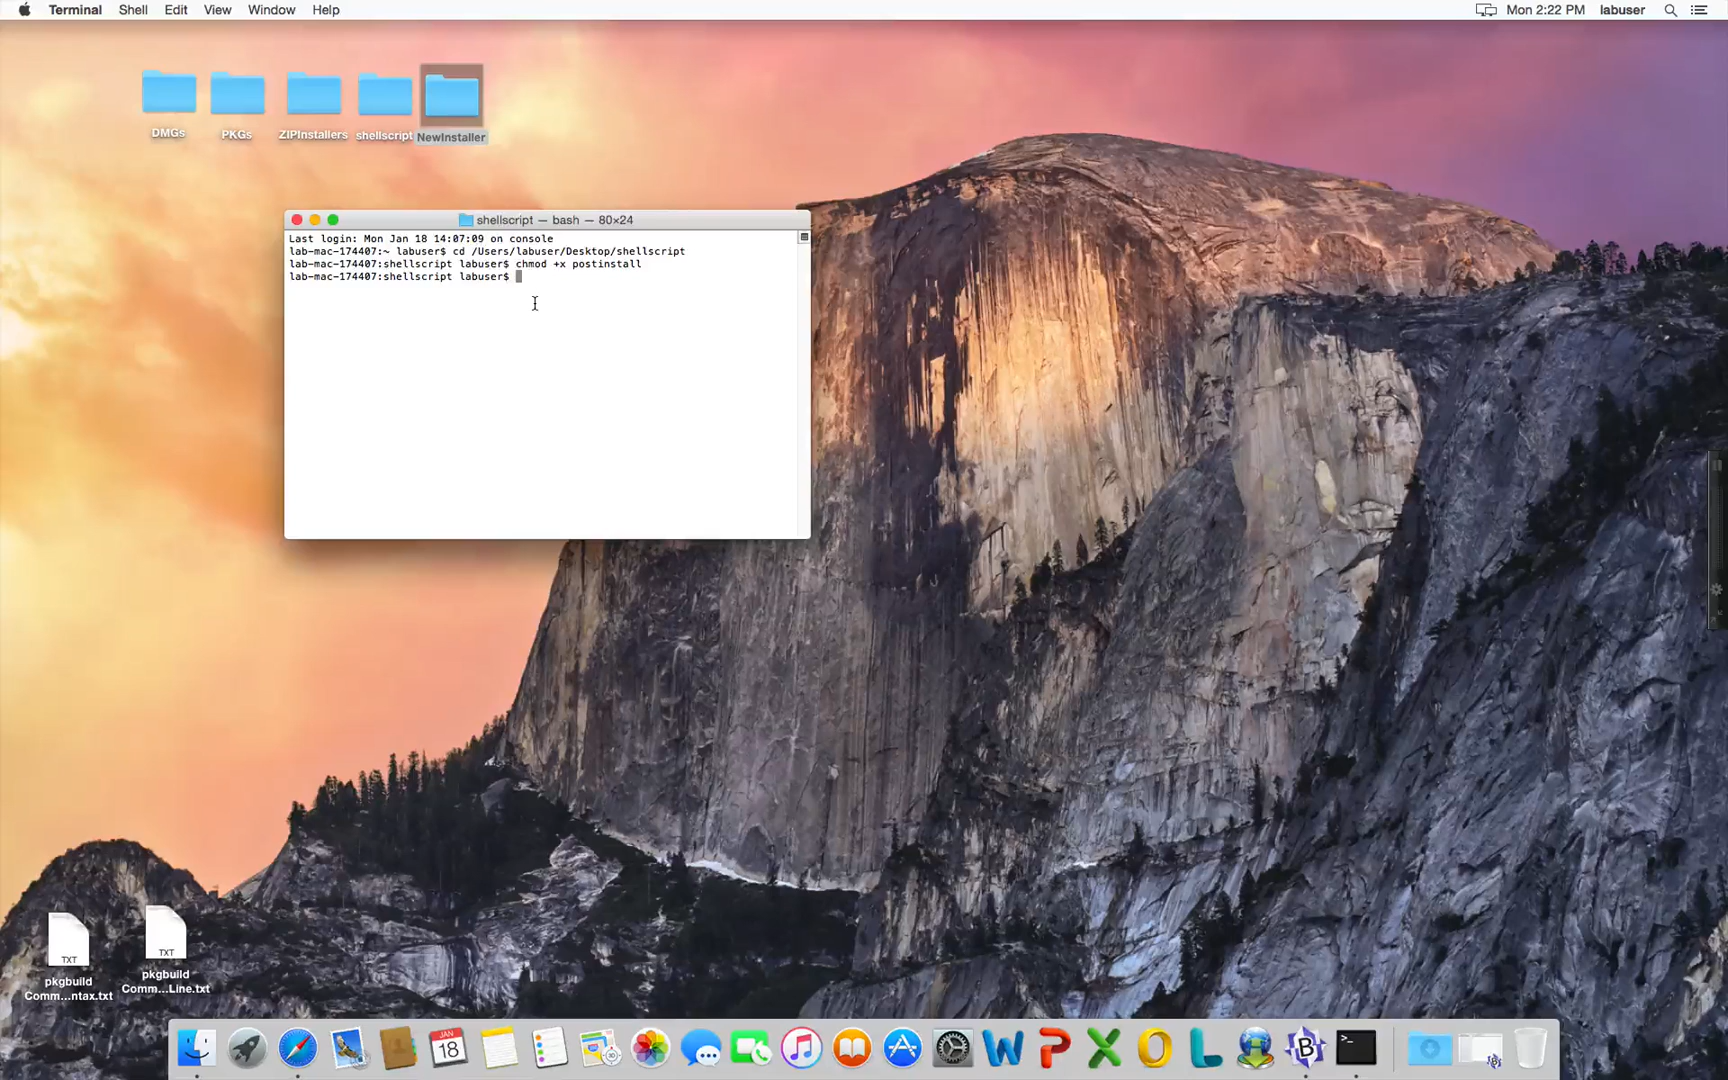 Terminal Shell Edit View Window Help Mon 2:22 PM labuser
DMGs PKGs ZIPInstallers shellscript NewInstaller
shellscript — bash — 80×24
Last login: Mon Jan 18 14:07:09 on console
lab-mac-174407:~ labuser$ cd /Users/labuser/Desktop/shellscript
lab-mac-174407:shellscript labuser$ chmod +x postinstall
lab-mac-174407:shellscript labuser$
TXT
pkgbuild
Comm...ntax.txt
TXT
pkgbuild
Comm...Line.txt
JAN
18
30
W P X O L B >_